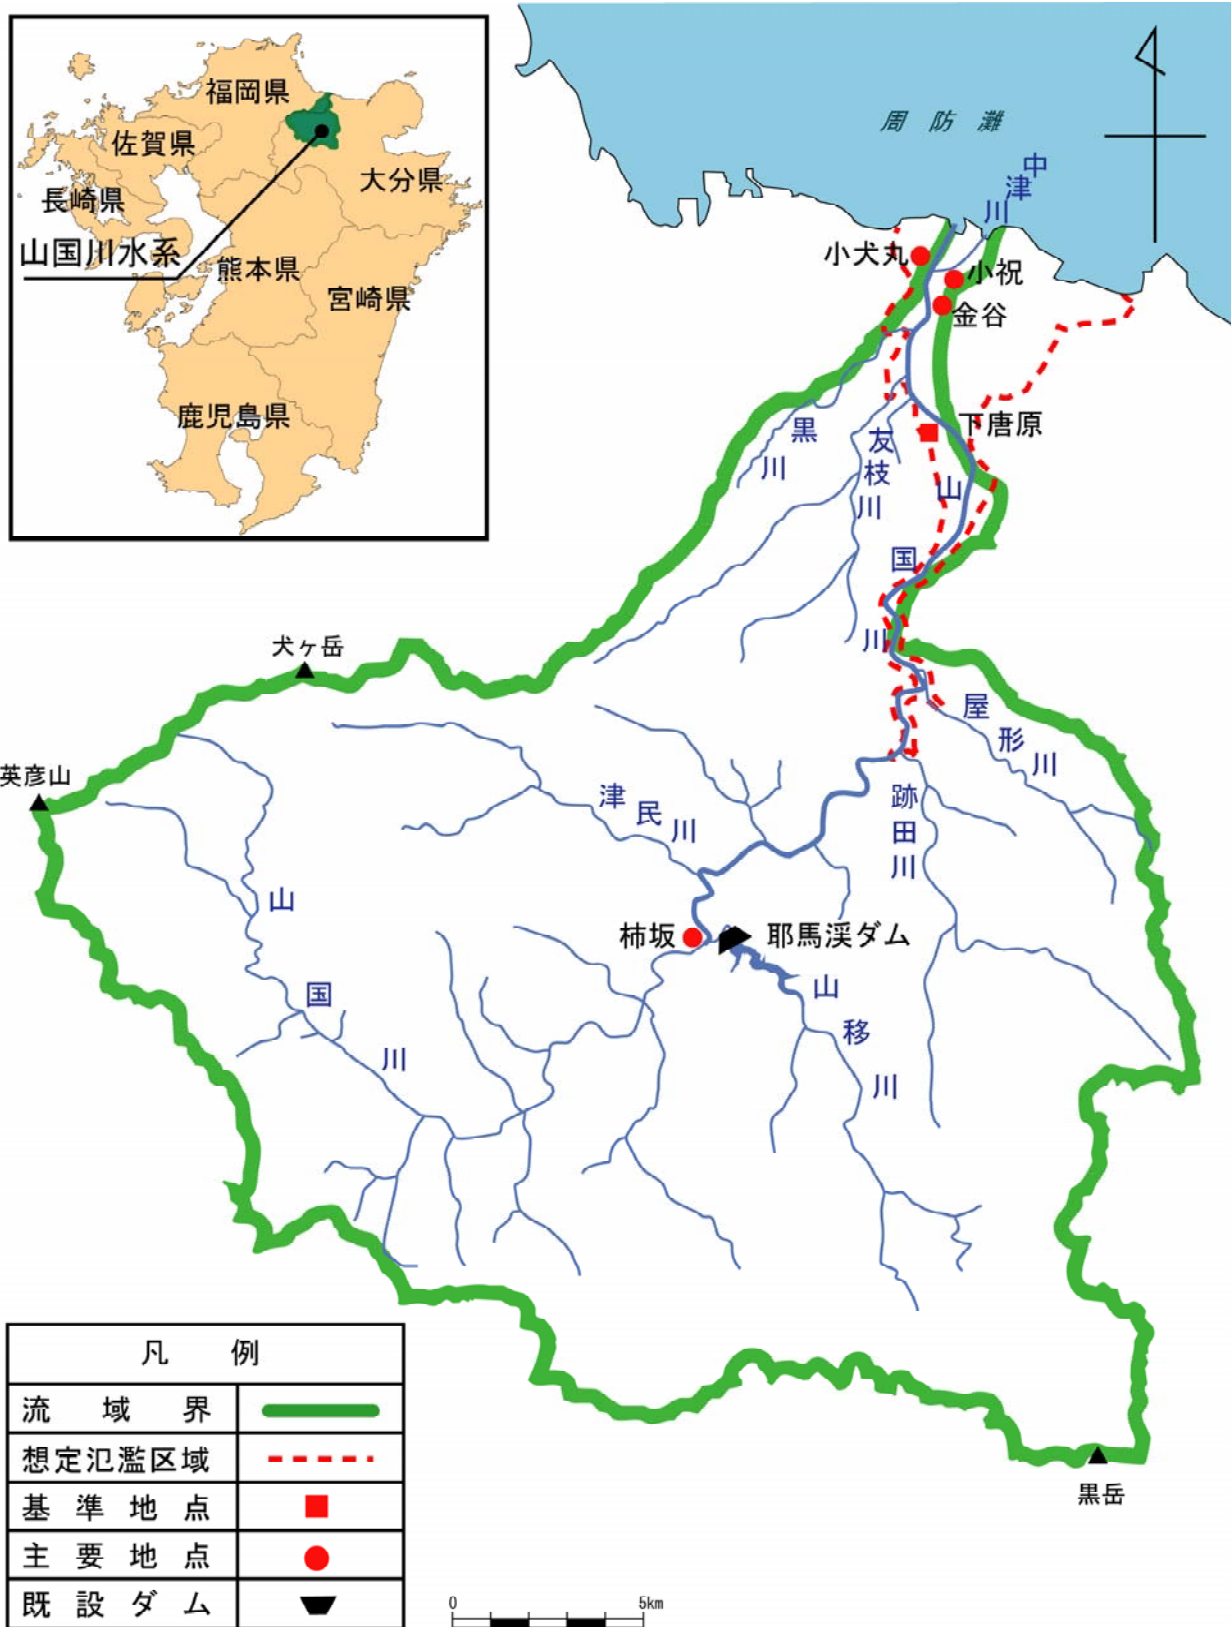 福岡県
佐賀県
長崎県
大分県
山国川水系
熊本県
宮崎県
鹿児島県
周防灘
中津川
小犬丸
小祝
金谷
下唐原
黒川
友枝川
山国川
犬ヶ岳
英彦山
屋形川
津民川
跡田川
山国川
柿坂
耶馬渓ダム
山移川
黒岳
凡例
流域界
想定氾濫区域
基準地点
主要地点
既設ダム
0 5km